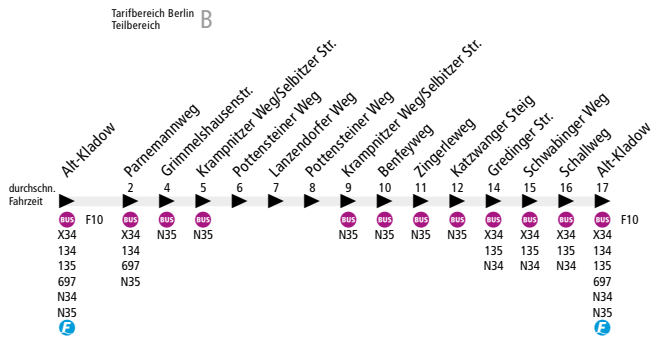 Tarifbereich Berlin
Teilbereich
B
Alt-Kladow
Parnemannweg
Grimmelshausenstr.
Krampnitzer Weg/Selbitzer Str.
Pottensteiner Weg
Lanzendorfer Weg
Pottensteiner Weg
Krampnitzer Weg/Selbitzer Str.
Benfeyweg
Zingerleweg
Katzwanger Steig
Gredinger Str.
Schwabinger Weg
Schallweg
Alt-Kladow
durchschn.
Fahrzeit
2 4 5 6 7 8 9 10 11 12 14 15 16 17
BUS F10 BUS BUS BUS BUS BUS BUS BUS BUS BUS BUS BUS F10
X34 X34 N35 N35 N35 N35 N35 N35 X34 X34 X34 X34
134 134 135 135 135 134
135 697 N34 N34 N34 135
697 N35 697
N34 N34
N35 N35
F F